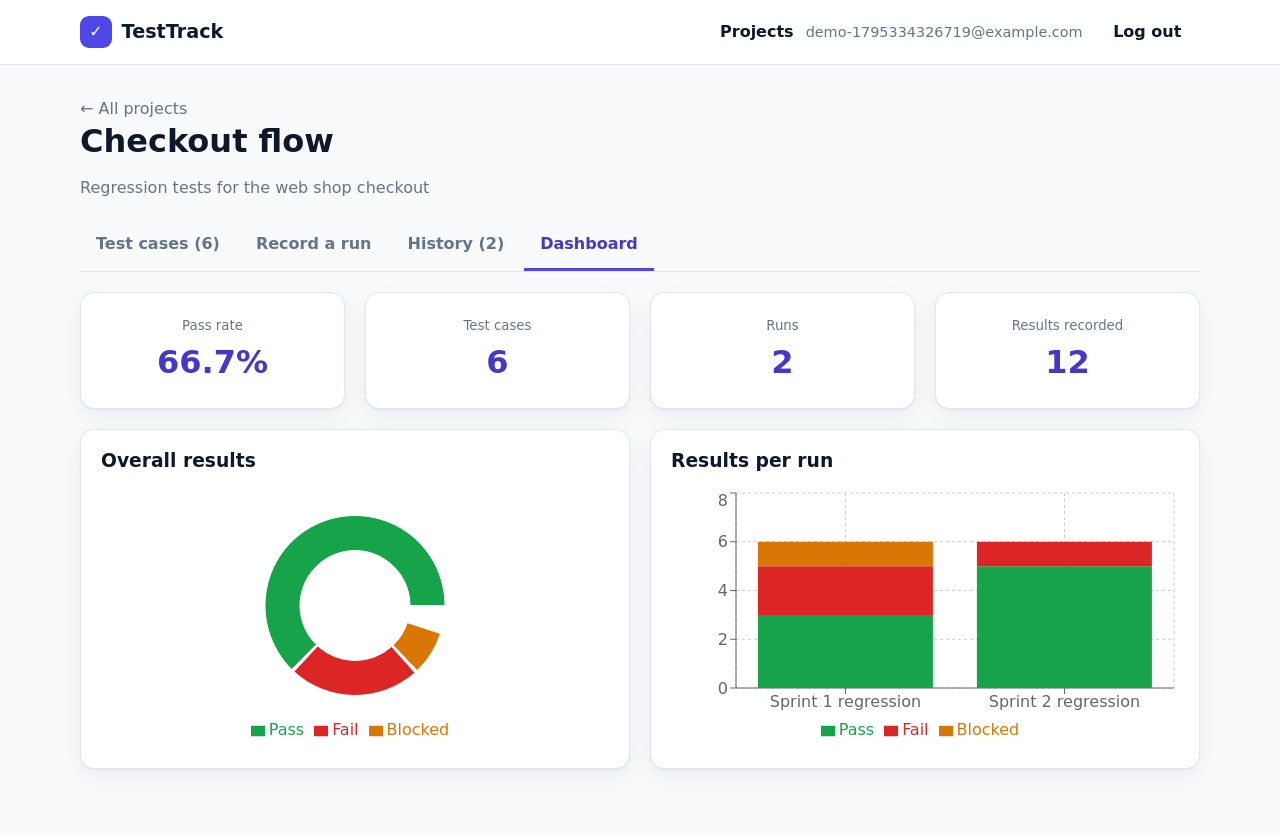 ✓ TestTrack
Projects demo-1795334326719@example.com Log out
← All projects
Checkout flow
Regression tests for the web shop checkout
Test cases (6) Record a run History (2) Dashboard
Pass rate
66.7%
Test cases
6
Runs
2
Results recorded
12
Overall results
Pass Fail Blocked
Results per run
8
6
4
2
0
Sprint 1 regression Sprint 2 regression
Pass Fail Blocked